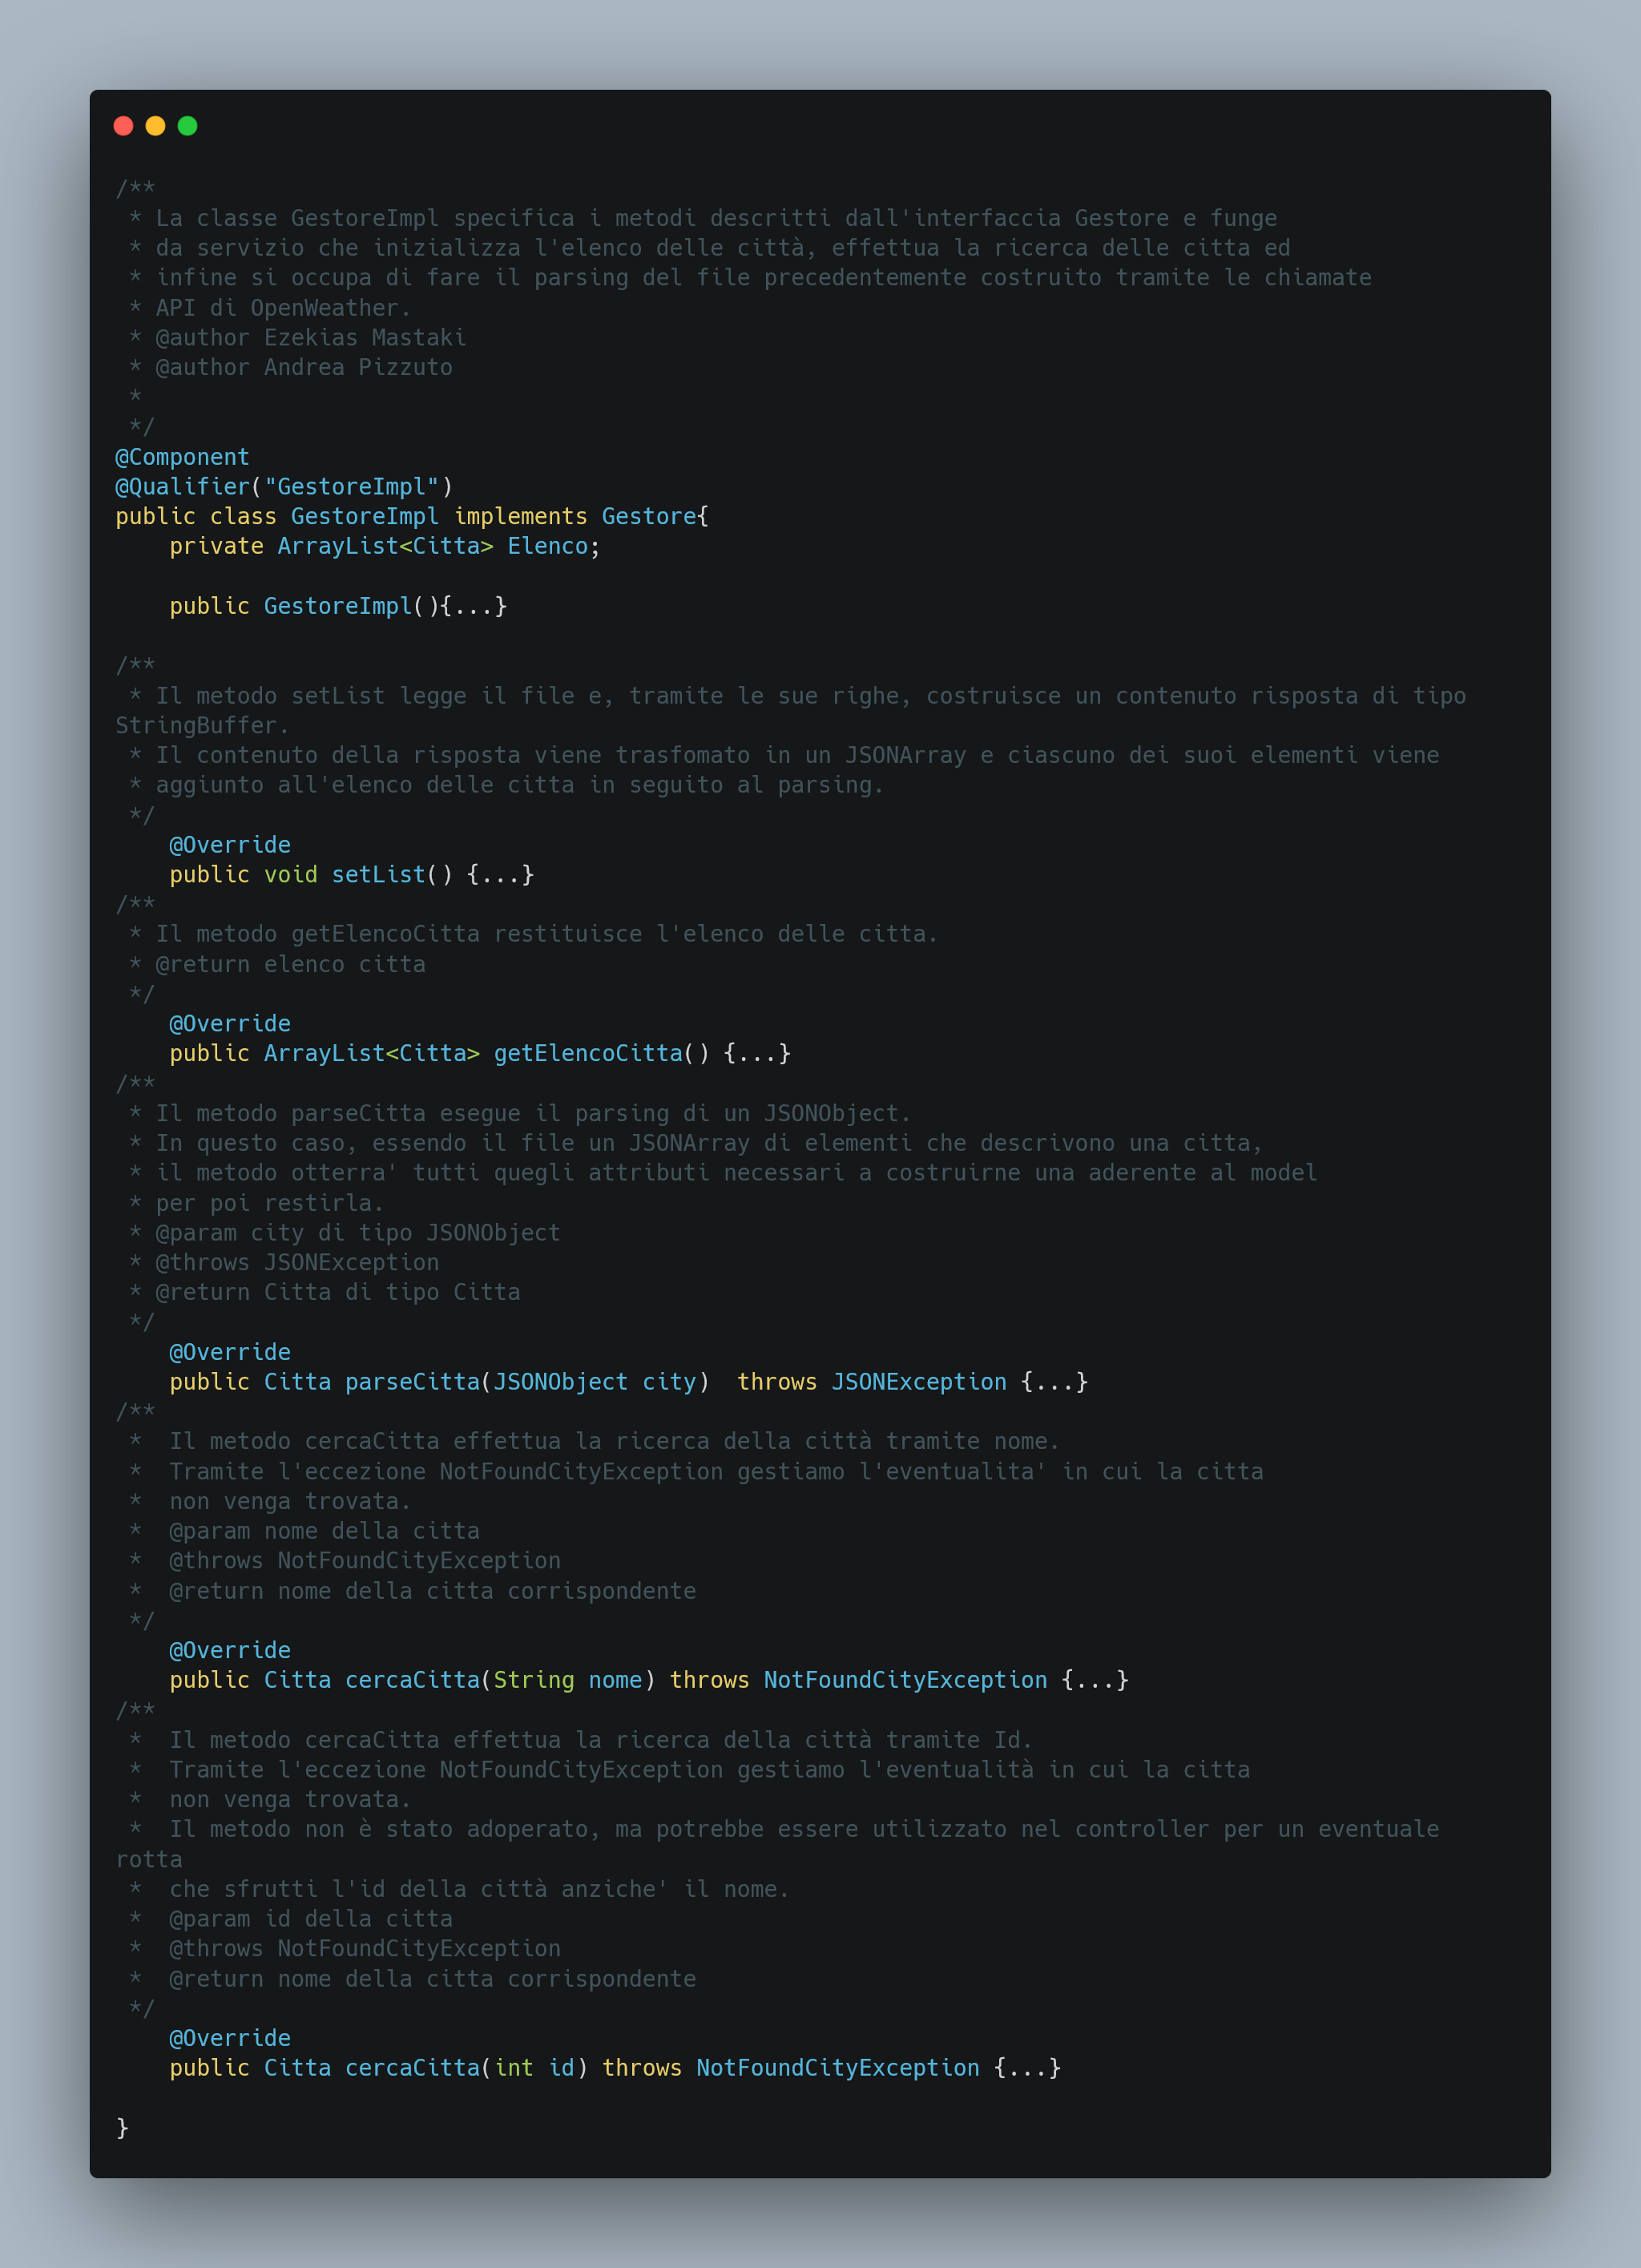 /**
 * La classe GestoreImpl specifica i metodi descritti dall'interfaccia Gestore e funge
 * da servizio che inizializza l'elenco delle città, effettua la ricerca delle citta ed
 * infine si occupa di fare il parsing del file precedentemente costruito tramite le chiamate
 * API di OpenWeather.
 * @author Ezekias Mastaki
 * @author Andrea Pizzuto
 *
 */
@Component
@Qualifier("GestoreImpl")
public class GestoreImpl implements Gestore{
    private ArrayList<Citta> Elenco;

    public GestoreImpl(){...}

/**
 * Il metodo setList legge il file e, tramite le sue righe, costruisce un contenuto risposta di tipo
StringBuffer.
 * Il contenuto della risposta viene trasfomato in un JSONArray e ciascuno dei suoi elementi viene
 * aggiunto all'elenco delle citta in seguito al parsing.
 */
    @Override
    public void setList() {...}
/**
 * Il metodo getElencoCitta restituisce l'elenco delle citta.
 * @return elenco citta
 */
    @Override
    public ArrayList<Citta> getElencoCitta() {...}
/**
 * Il metodo parseCitta esegue il parsing di un JSONObject.
 * In questo caso, essendo il file un JSONArray di elementi che descrivono una citta,
 * il metodo otterra' tutti quegli attributi necessari a costruirne una aderente al model
 * per poi restirla.
 * @param city di tipo JSONObject
 * @throws JSONException
 * @return Citta di tipo Citta
 */
    @Override
    public Citta parseCitta(JSONObject city)  throws JSONException {...}
/**
 *  Il metodo cercaCitta effettua la ricerca della città tramite nome.
 *  Tramite l'eccezione NotFoundCityException gestiamo l'eventualita' in cui la citta
 *  non venga trovata.
 *  @param nome della citta
 *  @throws NotFoundCityException
 *  @return nome della citta corrispondente
 */
    @Override
    public Citta cercaCitta(String nome) throws NotFoundCityException {...}
/**
 *  Il metodo cercaCitta effettua la ricerca della città tramite Id.
 *  Tramite l'eccezione NotFoundCityException gestiamo l'eventualità in cui la citta
 *  non venga trovata.
 *  Il metodo non è stato adoperato, ma potrebbe essere utilizzato nel controller per un eventuale
rotta
 *  che sfrutti l'id della città anziche' il nome.
 *  @param id della citta
 *  @throws NotFoundCityException
 *  @return nome della citta corrispondente
 */
    @Override
    public Citta cercaCitta(int id) throws NotFoundCityException {...}

}